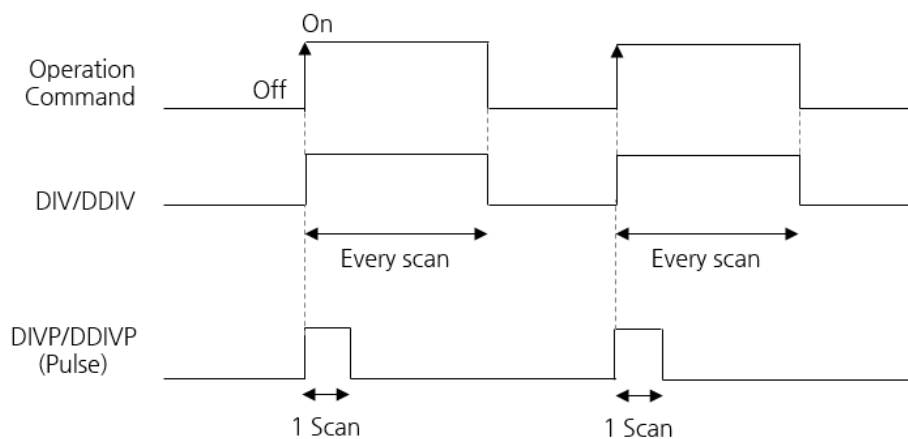 On
Operation
Command
Off
DIV/DDIV
Every scan
Every scan
DIVP/DDIVP
(Pulse)
1 Scan
1 Scan